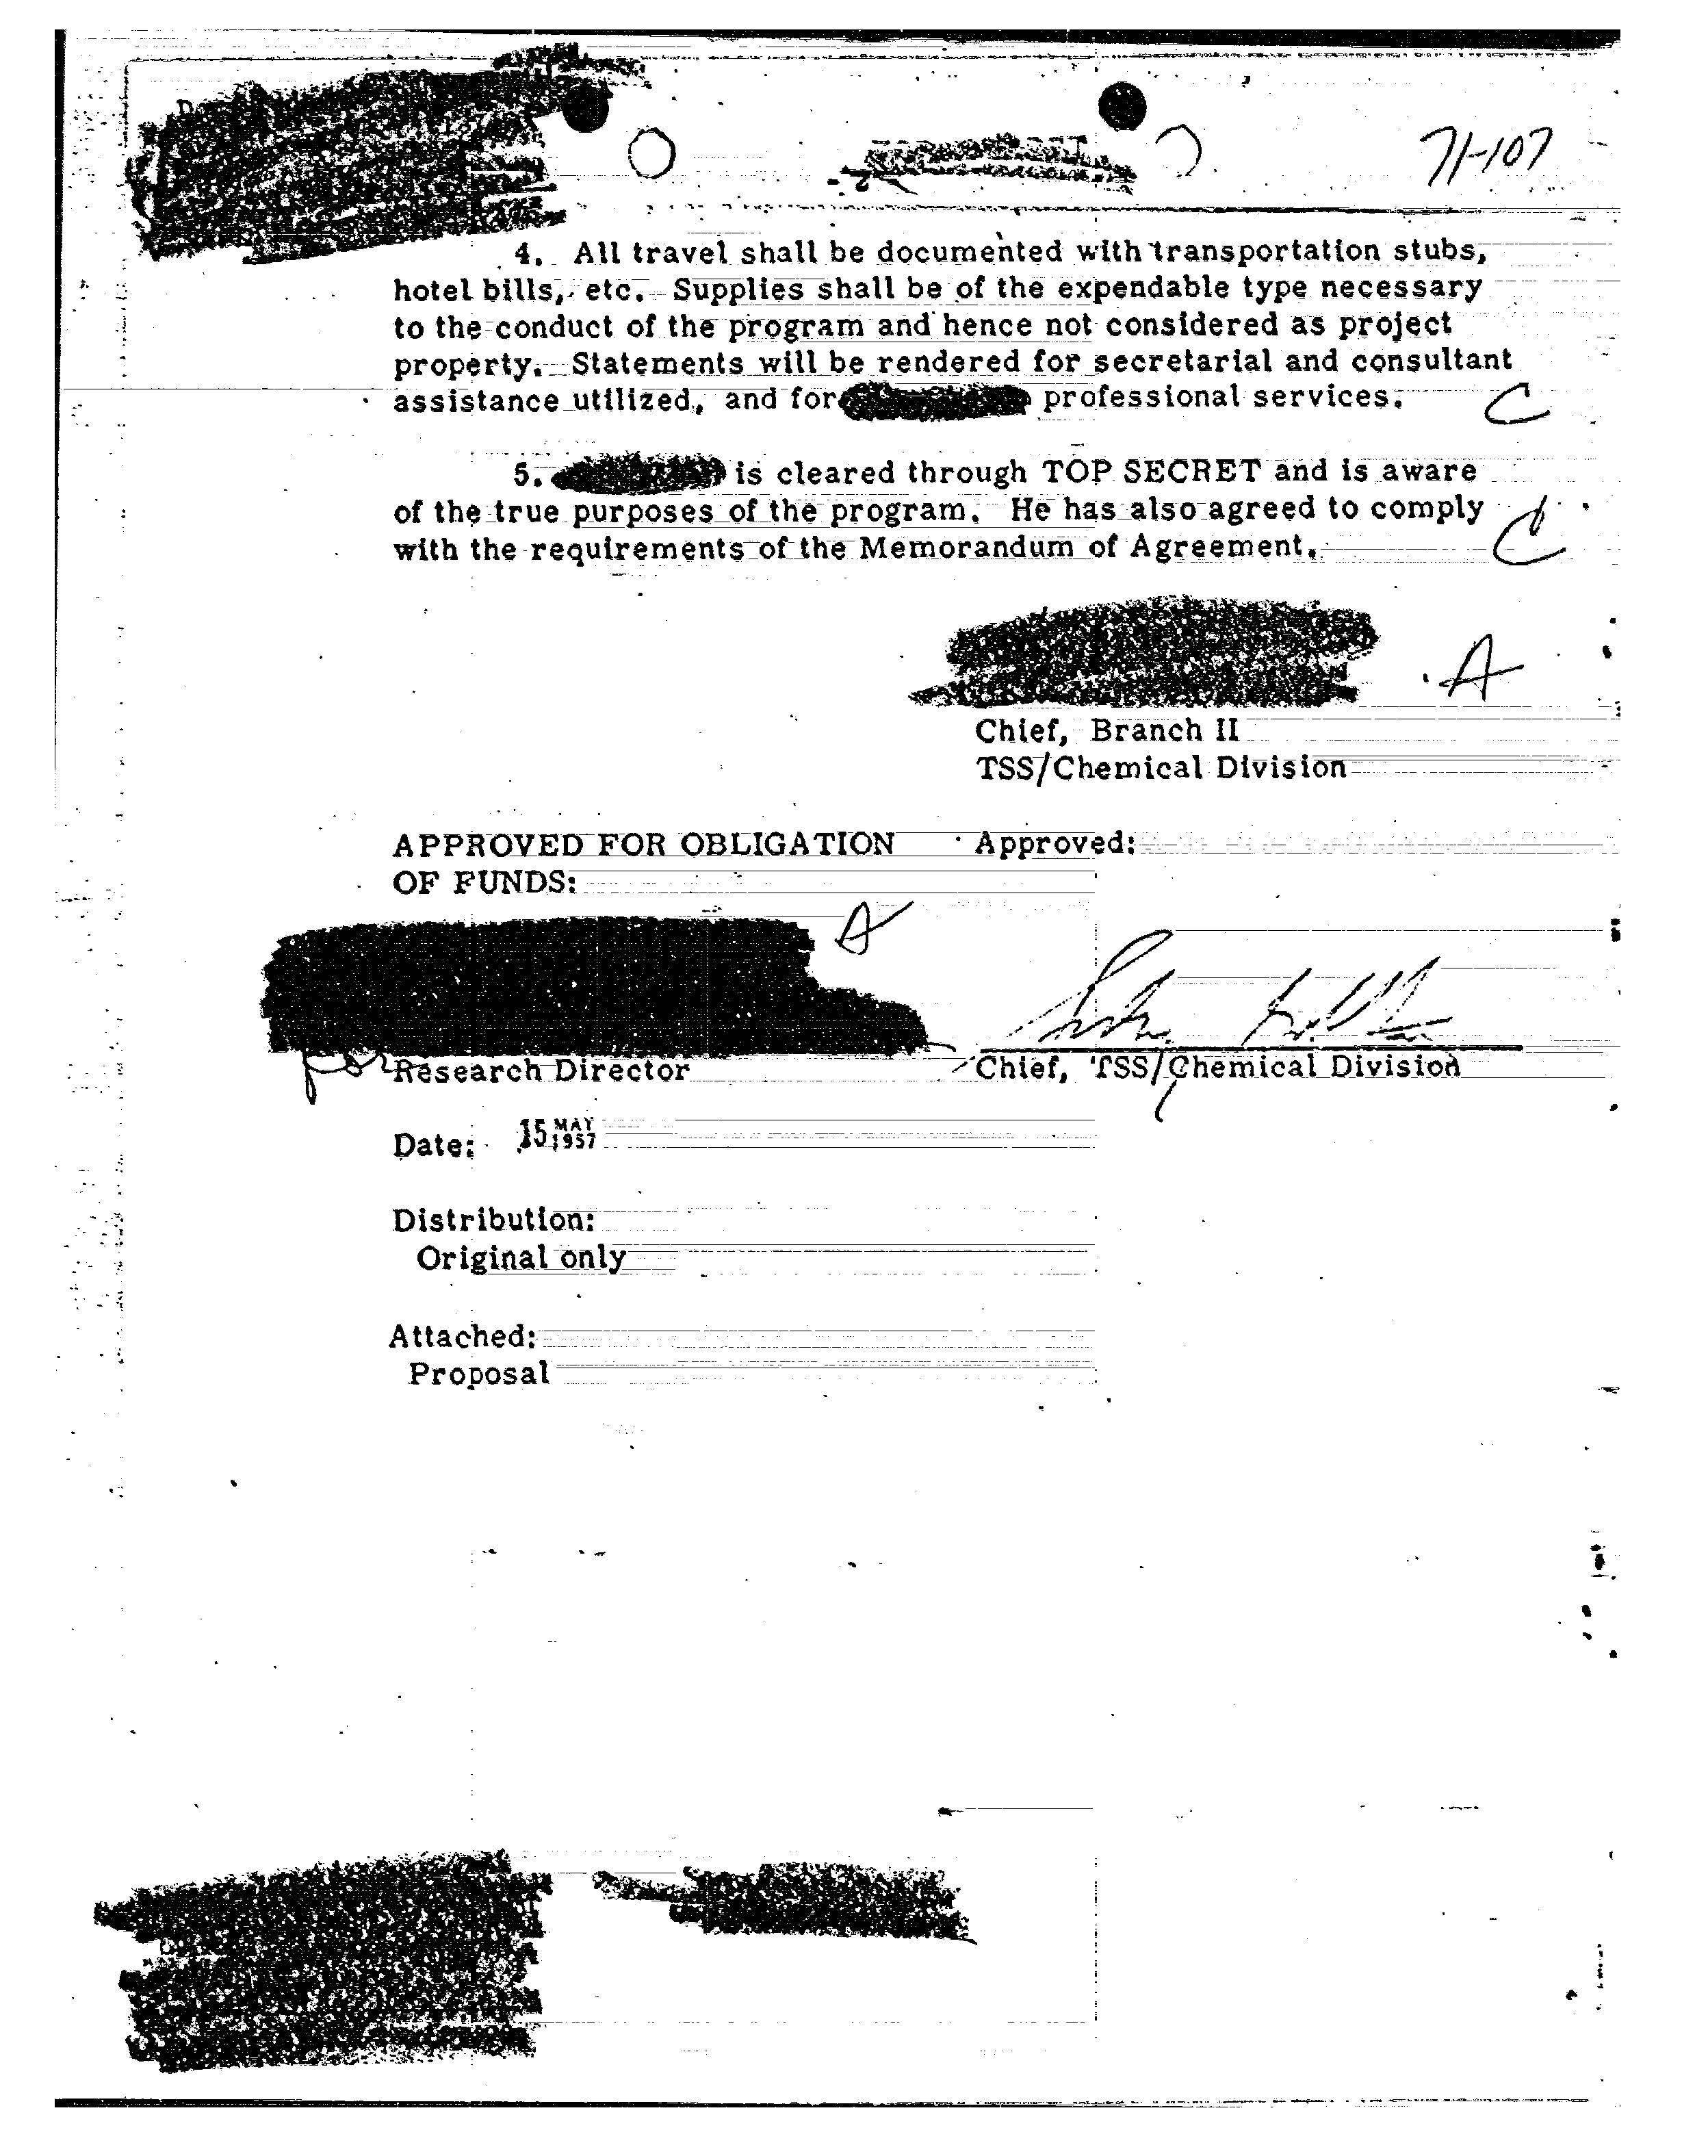 71-107
4. All travel shall be documented with transportation stubs,
hotel bills, etc. Supplies shall be of the expendable type necessary
to the conduct of the program and hence not considered as project
property. Statements will be rendered for secretarial and consultant
assistance utilized, and for professional services. C
5. is cleared through TOP SECRET and is aware
of the true purposes of the program. He has also agreed to comply
with the requirements of the Memorandum of Agreement. C
A
Chief, Branch II
TSS/Chemical Division
APPROVED FOR OBLIGATION
OF FUNDS:
Approved:
A
for Research Director
Chief, TSS/Chemical Division
Date: 15 MAY 1957
Distribution:
Original only
Attached:
Proposal